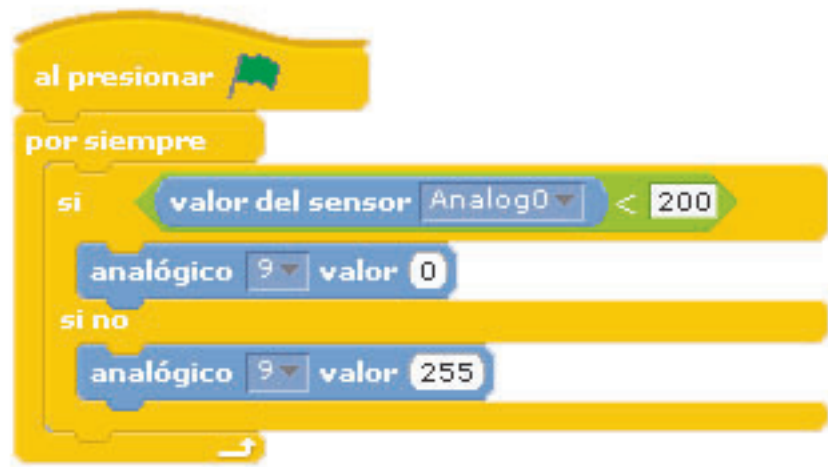 al presionar
por siempre
si valor del sensor Analog0 < 200
analógico 9 valor 0
si no
analógico 9 valor 255